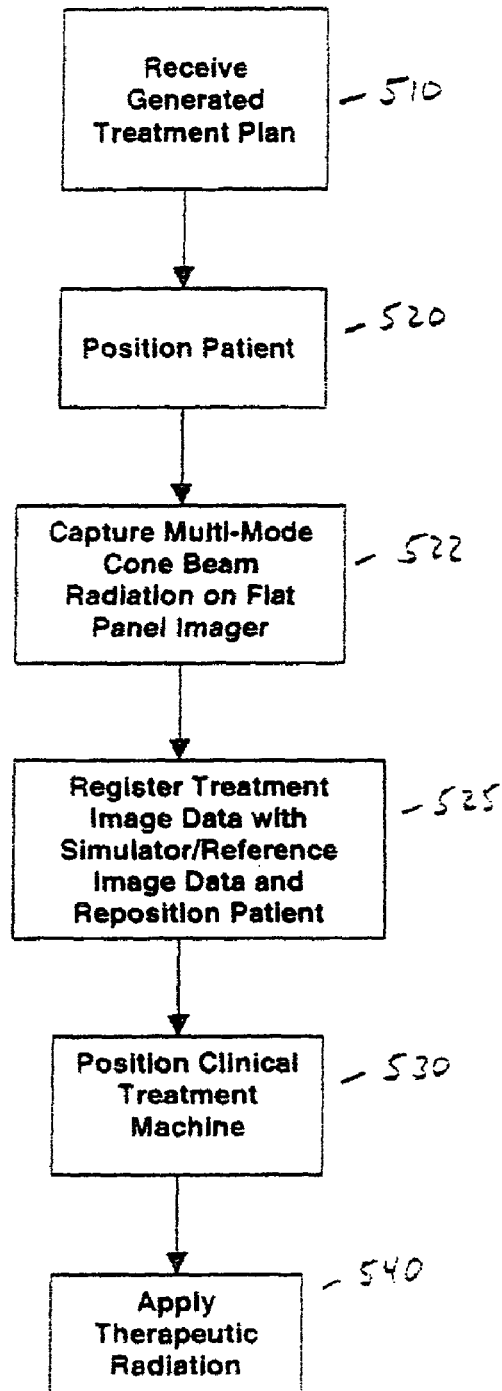 Receive
Generated
Treatment Plan
510
Position Patient
520
Capture Multi-Mode
Cone Beam
Radiation on Flat
Panel Imager
522
Register Treatment
Image Data with
Simulator/Reference
Image Data and
Reposition Patient
525
Position Clinical
Treatment
Machine
530
Apply
Therapeutic
Radiation
540